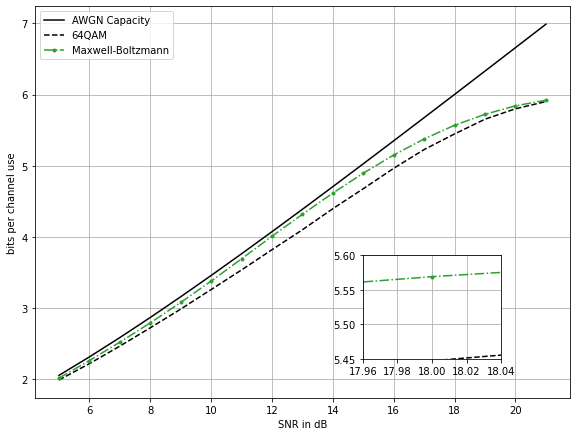 7
AWGN Capacity
64QAM
Maxwell-Boltzmann
6
5
bits per channel use
4
5.60
5.55
3
5.50
5.45
17.96 17.98 18.00 18.02 18.04
2
6 8 10 12 14 16 18 20
SNR in dB